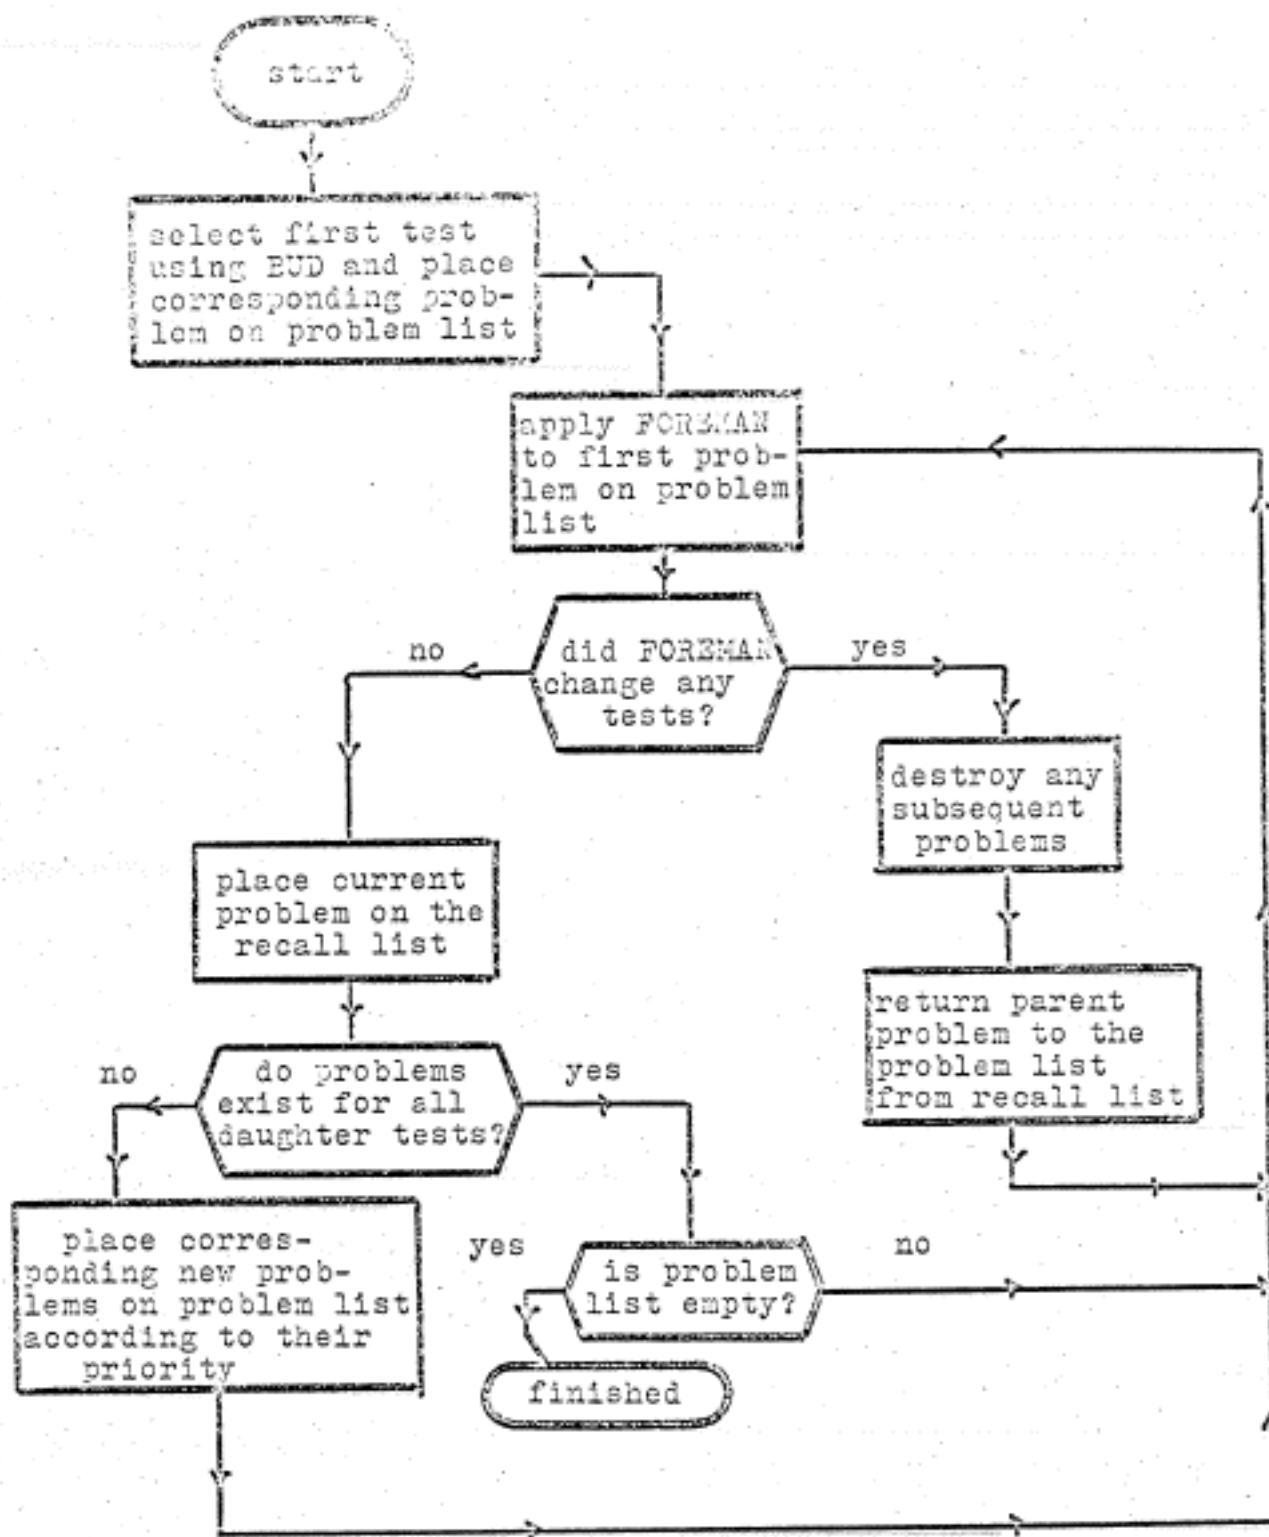 start
select first test
using BUD and place
corresponding prob-
lem on problem list
apply FOREMAN
to first prob-
lem on problem
list
did FOREMAN
change any
tests?
no
yes
destroy any
subsequent
problems
place current
problem on the
recall list
return parent
problem to the
problem list
from recall list
do problems
exist for all
daughter tests?
no
yes
place corres-
ponding new prob-
lems on problem list
according to their
priority
is problem
list empty?
yes
no
finished